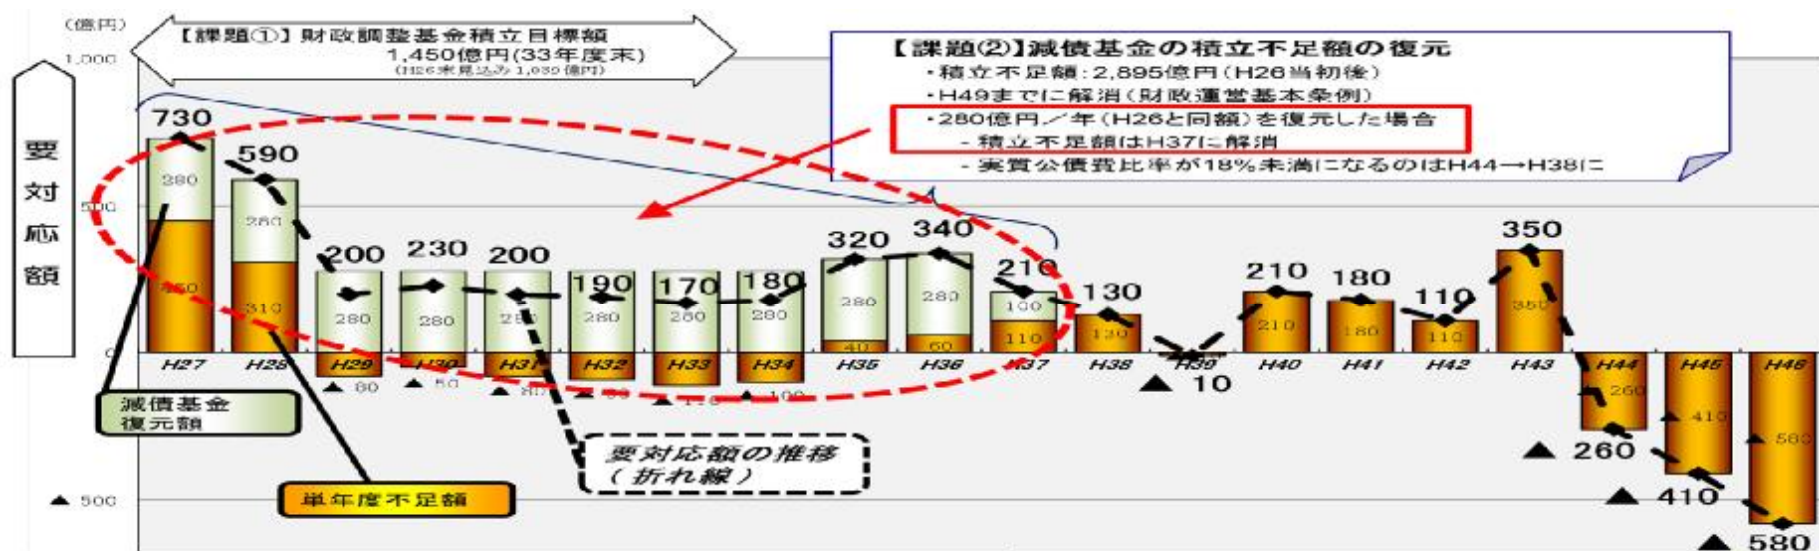 (億円)
1,000
500
0
▲ 500
要対応額
【課題①】財政調整基金積立目標額
1,450億円(33年度末)
(H26末見込み 1,039億円)
【課題②】減債基金の積立不足額の復元
・積立不足額:2,895億円(H26当初後)
・H49までに解消(財政運営基本条例)
・280億円/年(H26と同額)を復元した場合
- 積立不足額はH37に解消
- 実質公債費比率が18%未満になるのはH44→H38に
730 590 200 230 200 190 170 180 320 340 210 130 ▲ 10 210 180 110 350 ▲ 260 ▲ 410 ▲ 580
280 280 280 280 280 280 280 280 280 280 100
450 310 ▲ 80 ▲ 50 ▲ 80 ▲ 90 ▲ 110 ▲ 100 40 60 110 130 210 180 110 350 ▲ 260 ▲ 410 ▲ 580
H27 H28 H29 H30 H31 H32 H33 H34 H35 H36 H37 H38 H39 H40 H41 H42 H43 H44 H45 H46
減債基金
復元額
単年度不足額
要対応額の推移
(折れ線)